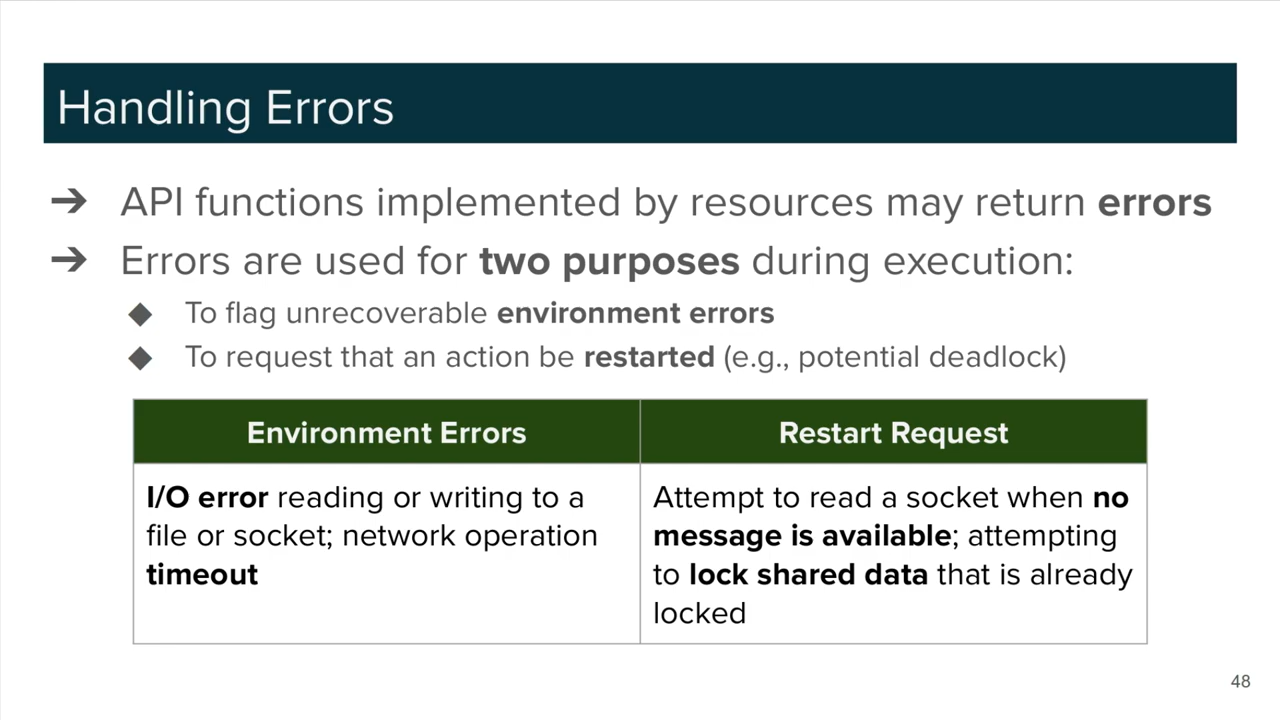 Handling Errors
➔ API functions implemented by resources may return errors
➔ Errors are used for two purposes during execution:
◆ To flag unrecoverable environment errors
◆ To request that an action be restarted (e.g., potential deadlock)
Environment Errors
Restart Request
I/O error reading or writing to a
file or socket; network operation
timeout
Attempt to read a socket when no
message is available; attempting
to lock shared data that is already
locked
48